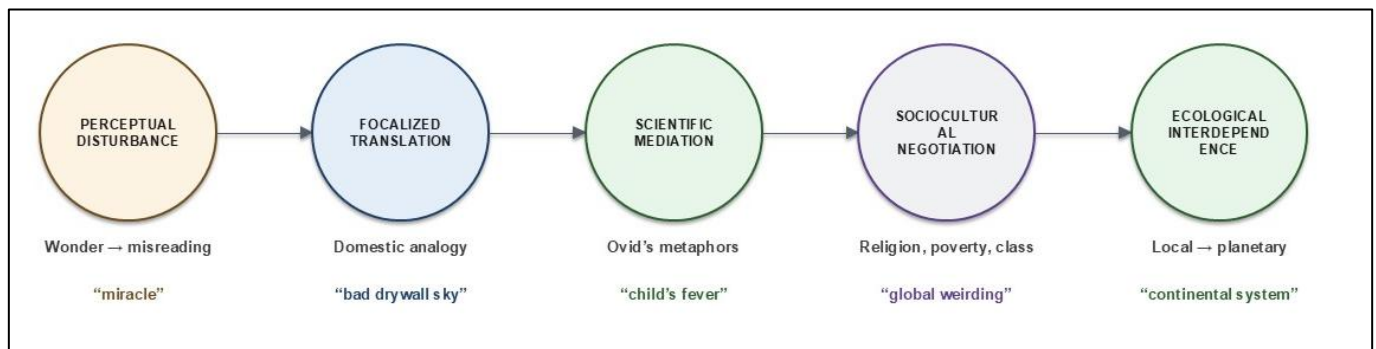 PERCEPTUAL
DISTURBANCE
FOCALIZED
TRANSLATION
SCIENTIFIC
MEDIATION
SOCIOCULTUR
AL
NEGOTIATION
ECOLOGICAL
INTERDEPEND
ENCE
Wonder → misreading
Domestic analogy
Ovid’s metaphors
Religion, poverty, class
Local → planetary
“miracle”
“bad drywall sky”
“child’s fever”
“global weirding”
“continental system”